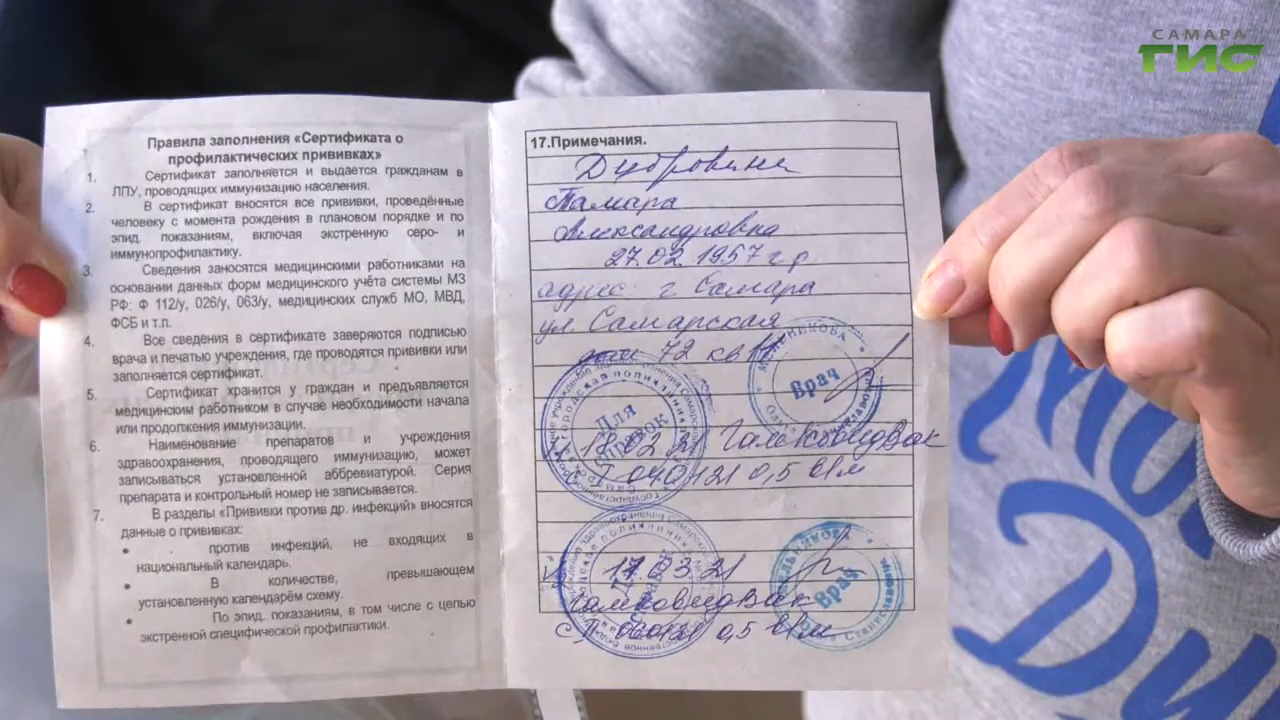 САМАРА
ГИС
Правила заполнения «Сертификата о
профилактических прививках»
1. Сертификат заполняется и выдается гражданам в
ЛПУ, проводящих иммунизацию населения.
2. В сертификат вносятся все прививки, проведённые
человеку с момента рождения в плановом порядке и по
эпид. показаниям, включая экстренную серо- и
иммунопрофилактику.
3. Сведения заносятся медицинскими работниками на
основании данных форм медицинского учёта системы МЗ
РФ: Ф 112/у, 026/у, 063/у, медицинских служб МО, МВД,
ФСБ и т.п.
4. Все сведения в сертификате заверяются подписью
врача и печатью учреждения, где проводятся прививки или
заполняется сертификат.
5. Сертификат хранится у граждан и предъявляется
медицинским работником в случае необходимости начала
или продолжения иммунизации.
6. Наименование препаратов и учреждения
здравоохранения, проводящего иммунизацию, может
записываться установленной аббревиатурой. Серия
препарата и контрольный номер не записывается.
7. В разделы «Прививки против др. инфекций» вносятся
данные о прививках:
• против инфекций, не входящих в
национальный календарь.
• В количестве, превышающем
установленную календарём схему.
• По эпид. показаниям, в том числе с целью
экстренной специфической профилактики.
17.Примечания.
Тамара
Александровна
27.02.1957 г.р.
адрес: г. Самара
ул. Самарская
72 кв
Врач
Для
справок
18.02.21 ГамКовидВак
0,5 в/м
17.03.21
Врач
Гамковидвак
0,5 в/м